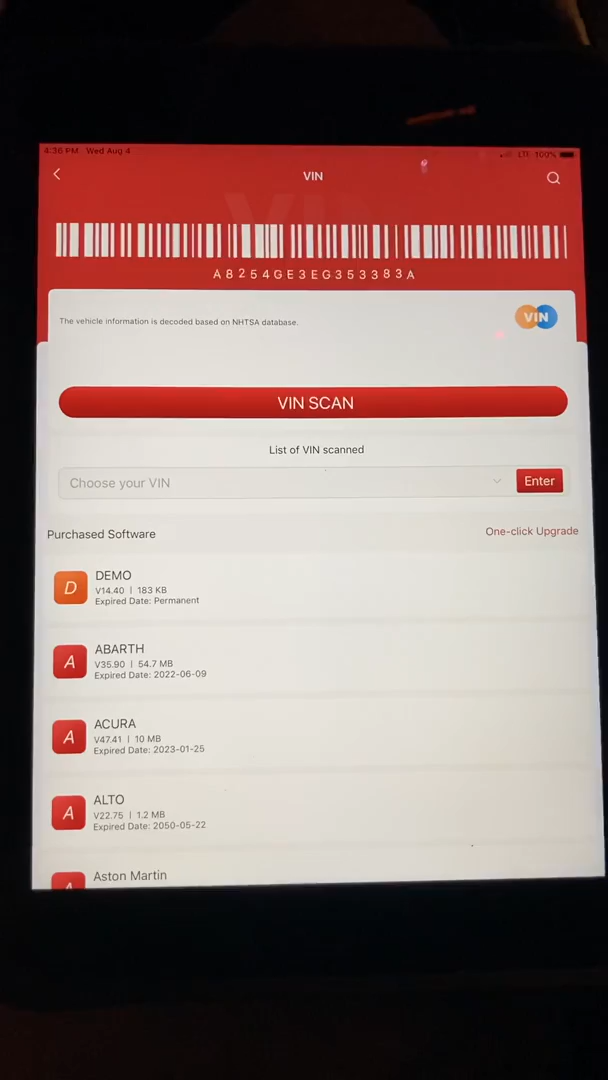 4:36 PM Wed Aug 4
LTE 100%
VIN
A8254GE3EG353383A
The vehicle information is decoded based on NHTSA database.
VIN
VIN SCAN
List of VIN scanned
Choose your VIN
Enter
Purchased Software
One-click Upgrade
D
DEMO
V14.40 | 183 KB
Expired Date: Permanent
A
ABARTH
V35.90 | 54.7 MB
Expired Date: 2022-06-09
A
ACURA
V47.41 | 10 MB
Expired Date: 2023-01-25
A
ALTO
V22.75 | 1.2 MB
Expired Date: 2050-05-22
A
Aston Martin